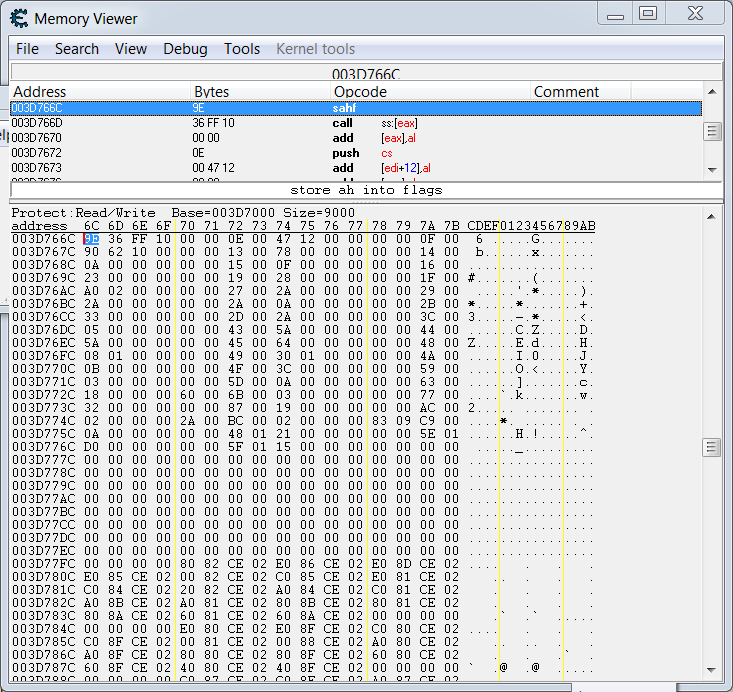 Memory Viewer
File Search View Debug Tools Kernel tools
003D766C
Address Bytes Opcode Comment
003D766C 9E sahf
003D766D 36 FF 10 call ss:[eax]
003D7670 00 00 add [eax],al
003D7672 0E push cs
003D7673 00 47 12 add [edi+12],al
store ah into flags
Protect:Read/Write Base=003D7000 Size=9000
address 6C 6D 6E 6F 70 71 72 73 74 75 76 77 78 79 7A 7B CDEF0123456789AB
003D766C 9E 36 FF 10 00 00 0E 00 47 12 00 00 00 00 0F 00 6 G
003D767C 90 62 10 00 00 00 13 00 78 00 00 00 00 00 14 00 b.......x.......
003D768C 0A 00 00 00 00 00 15 00 0F 00 00 00 00 00 16 00 ................
003D769C 23 00 00 00 00 00 19 00 28 00 00 00 00 00 1F 00 #.......(.......
003D76AC A0 02 00 00 00 00 27 00 2A 00 00 00 00 00 29 00 .....'.*.....).
003D76BC 2A 00 00 00 00 00 2A 00 0A 00 00 00 00 00 2B 00 *.....*.......+.
003D76CC 33 00 00 00 00 00 2D 00 2A 00 00 00 00 00 3C 00 3.....-.*.....<.
003D76DC 05 00 00 00 00 00 43 00 5A 00 00 00 00 00 44 00 ......C.Z.....D.
003D76EC 5A 00 00 00 00 00 45 00 64 00 00 00 00 00 48 00 Z.....E.d.....H.
003D76FC 08 01 00 00 00 00 49 00 30 01 00 00 00 00 4A 00 ......I.0.....J.
003D770C 0B 00 00 00 00 00 4F 00 3C 00 00 00 00 00 59 00 ......O.<.....Y.
003D771C 03 00 00 00 00 00 5D 00 0A 00 00 00 00 00 63 00 ......].......c.
003D772C 18 00 00 00 00 00 60 00 6B 00 03 00 00 00 77 00 ......`.k.....w.
003D773C 32 00 00 00 00 00 87 00 19 00 00 00 00 00 AC 00 2
003D774C 02 00 00 00 2A 00 BC 00 02 00 00 00 83 09 C9 00 ....*.
003D775C 0A 00 00 00 00 00 48 01 21 00 00 00 00 00 5E 01 ......H.!.....^.
003D776C D0 00 00 00 00 00 5F 01 15 00 00 00 00 00 00 00 .....\_.........
003D777C 00 00 00 00 00 00 00 00 00 00 00 00 00 00 00 00 ................
003D778C 00 00 00 00 00 00 00 00 00 00 00 00 00 00 00 00 ................
003D779C 00 00 00 00 00 00 00 00 00 00 00 00 00 00 00 00 ................
003D77AC 00 00 00 00 00 00 00 00 00 00 00 00 00 00 00 00 ................
003D77BC 00 00 00 00 00 00 00 00 00 00 00 00 00 00 00 00 ................
003D77CC 00 00 00 00 00 00 00 00 00 00 00 00 00 00 00 00 ................
003D77DC 00 00 00 00 00 00 00 00 00 00 00 00 00 00 00 00 ................
003D77EC 00 00 00 00 00 00 00 00 00 00 00 00 00 00 00 00 ................
003D77FC 00 00 00 00 80 82 CE 02 E0 86 CE 02 E0 8D CE 02
003D780C E0 85 CE 02 00 82 CE 02 C0 85 CE 02 E0 81 CE 02
003D781C C0 84 CE 02 20 82 CE 02 A0 84 CE 02 C0 81 CE 02
003D782C A0 8B CE 02 A0 81 CE 02 80 8B CE 02 80 81 CE 02
003D783C 80 8A CE 02 60 81 CE 02 60 8A CE 02 00 00 00 00
003D784C 00 00 00 00 E0 80 CE 02 E0 8F CE 02 C0 80 CE 02
003D785C C0 8F CE 02 00 81 CE 02 00 88 CE 02 A0 80 CE 02
003D786C A0 8F CE 02 80 80 CE 02 80 8F CE 02 60 80 CE 02
003D787C 60 8F CE 02 40 80 CE 02 40 8F CE 02 00 00 00 00 ` @ @